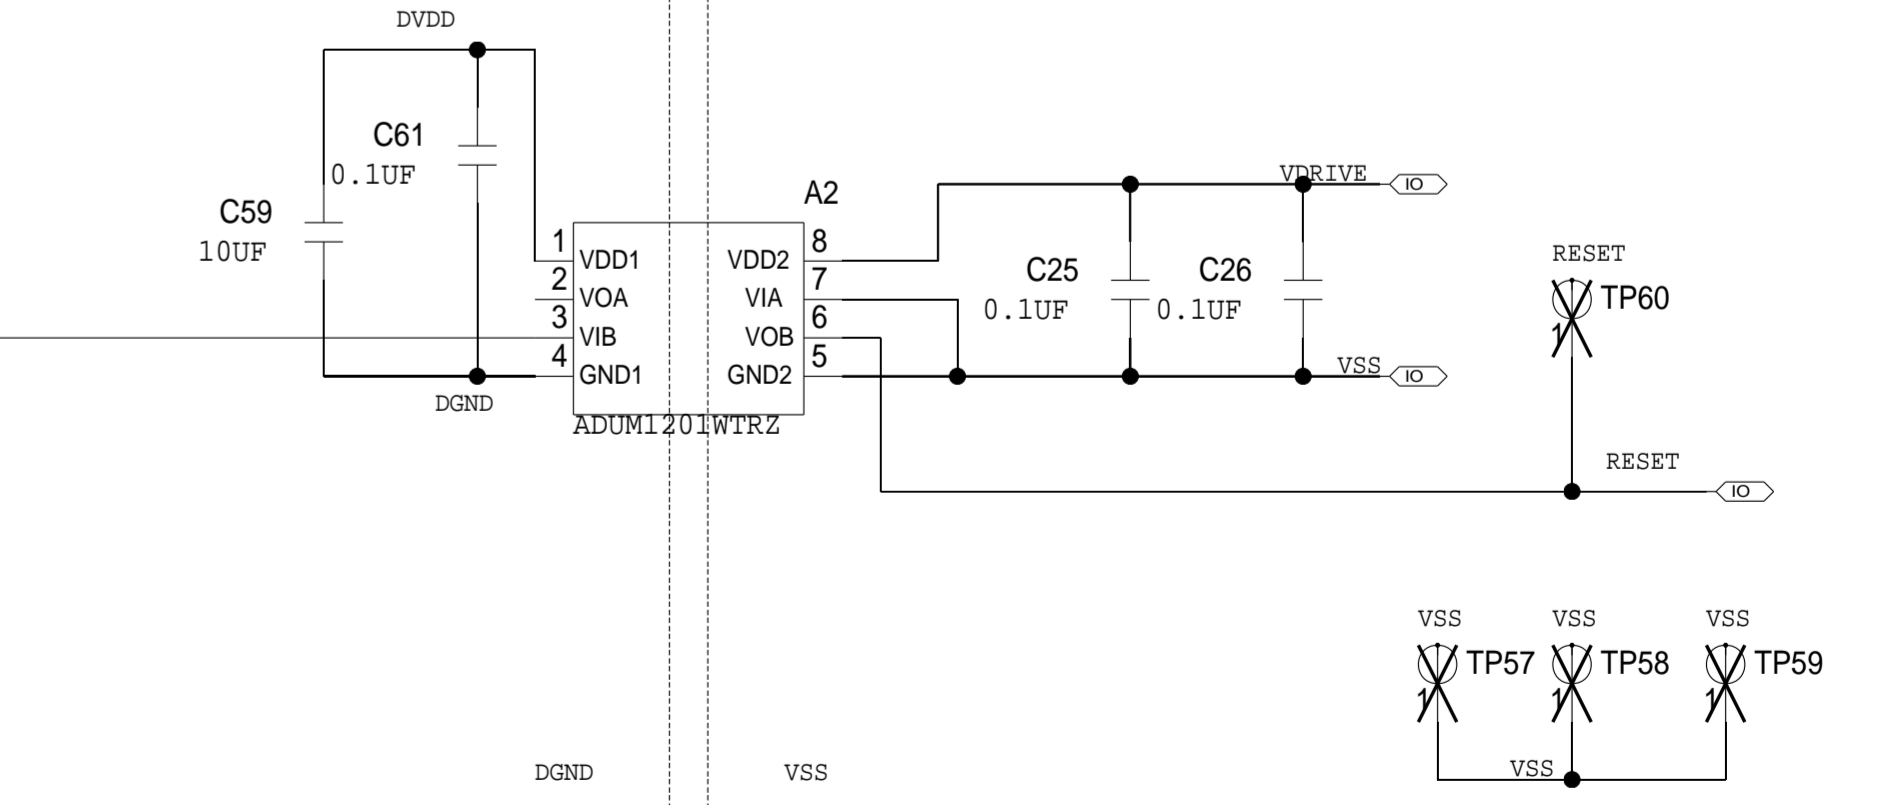 DVDD
C61
0.1UF
C59
10UF
DGND
A2
1
2
3
4
VDD1
VOA
VIB
GND1
VDD2
VIA
VOB
GND2
8
7
6
5
ADUM1201WTRZ
VDRIVE
IO
C25
0.1UF
C26
0.1UF
VSS
IO
RESET
TP60
1
RESET
IO
VSS
VSS
VSS
TP57
TP58
TP59
1
1
1
VSS
DGND
VSS